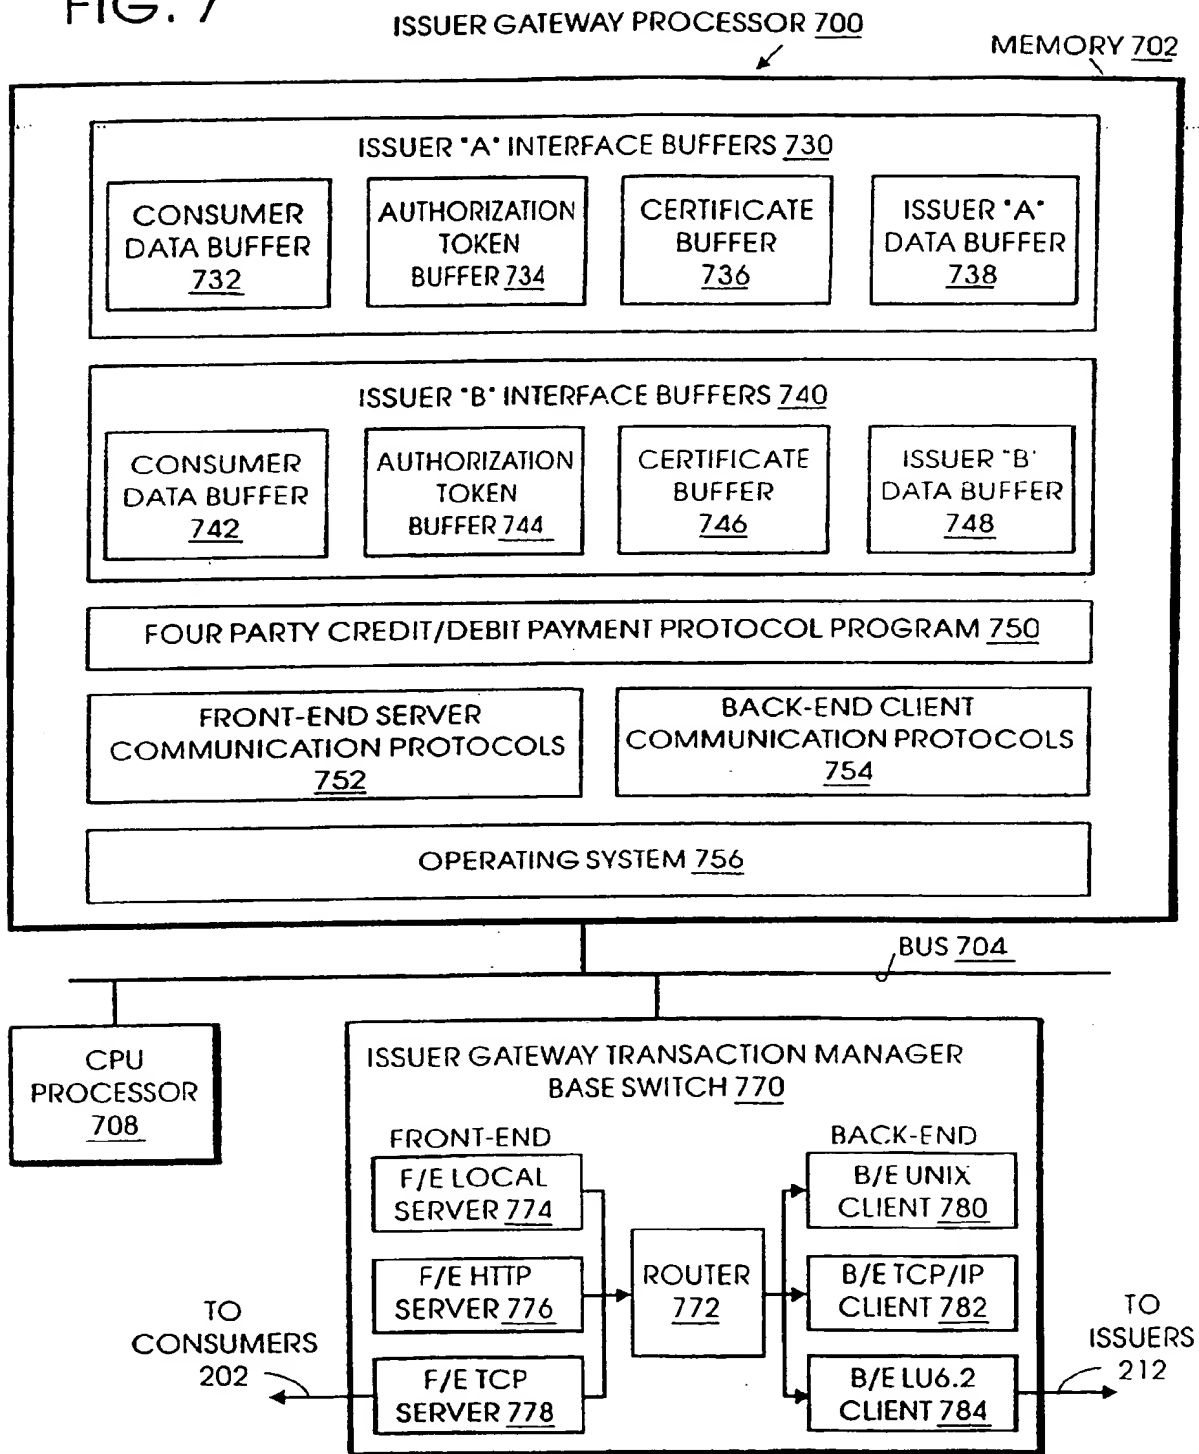 FIG. 7
ISSUER GATEWAY PROCESSOR 700
MEMORY 702
ISSUER "A" INTERFACE BUFFERS 730
CONSUMER
DATA BUFFER
732
AUTHORIZATION
TOKEN
BUFFER 734
CERTIFICATE
BUFFER
736
ISSUER "A"
DATA BUFFER
738
ISSUER "B" INTERFACE BUFFERS 740
CONSUMER
DATA BUFFER
742
AUTHORIZATION
TOKEN
BUFFER 744
CERTIFICATE
BUFFER
746
ISSUER "B"
DATA BUFFER
748
FOUR PARTY CREDIT/DEBIT PAYMENT PROTOCOL PROGRAM 750
FRONT-END SERVER
COMMUNICATION PROTOCOLS
752
BACK-END CLIENT
COMMUNICATION PROTOCOLS
754
OPERATING SYSTEM 756
BUS 704
CPU
PROCESSOR
708
ISSUER GATEWAY TRANSACTION MANAGER
BASE SWITCH 770
FRONT-END
F/E LOCAL
SERVER 774
F/E HTTP
SERVER 776
F/E TCP
SERVER 778
ROUTER
772
BACK-END
B/E UNIX
CLIENT 780
B/E TCP/IP
CLIENT 782
B/E LU6.2
CLIENT 784
TO
CONSUMERS
202
TO
ISSUERS
212